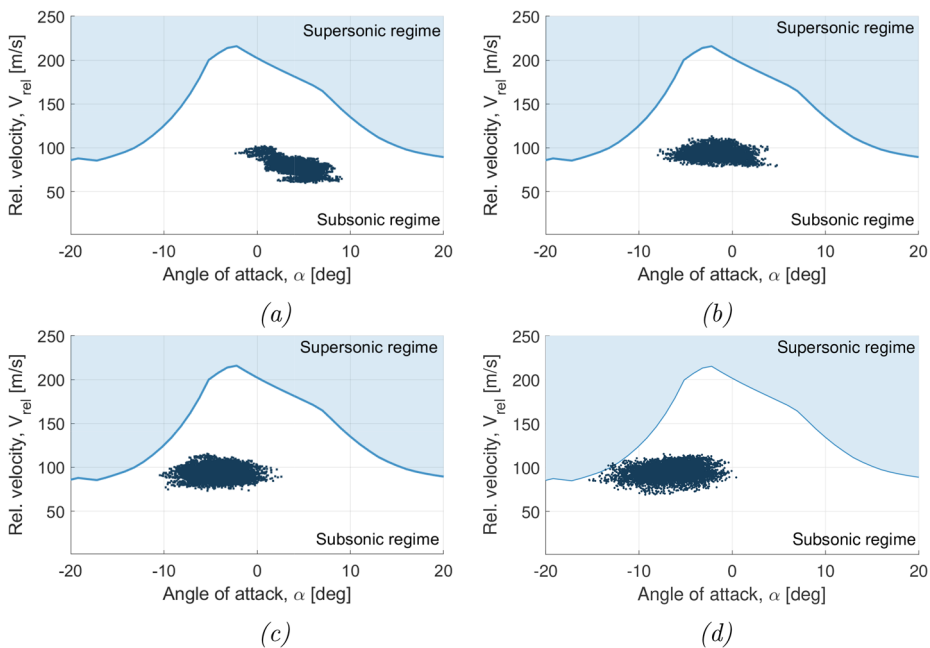 250
200
150
100
50
Rel. velocity, V_rel [m/s]
Supersonic regime
Subsonic regime
-20 -10 0 10 20
Angle of attack, α [deg]
(a)
250
200
150
100
50
Rel. velocity, V_rel [m/s]
Supersonic regime
Subsonic regime
-20 -10 0 10 20
Angle of attack, α [deg]
(b)
250
200
150
100
50
Rel. velocity, V_rel [m/s]
Supersonic regime
Subsonic regime
-20 -10 0 10 20
Angle of attack, α [deg]
(c)
250
200
150
100
50
Rel. velocity, V_rel [m/s]
Supersonic regime
Subsonic regime
-20 -10 0 10 20
Angle of attack, α [deg]
(d)